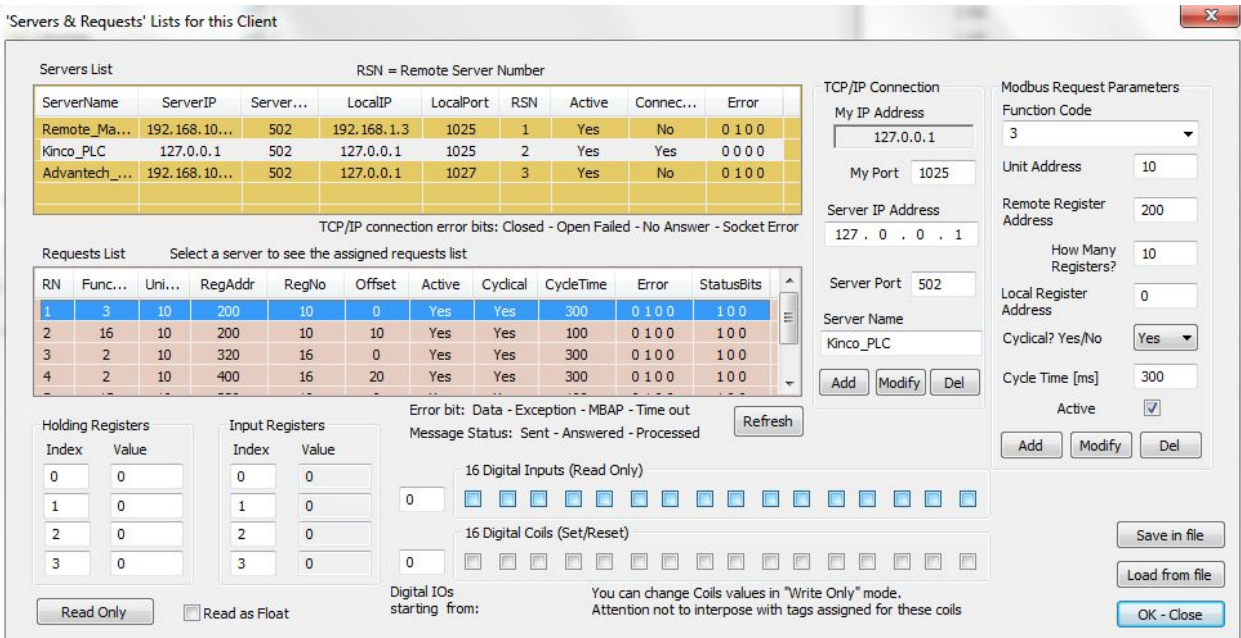 'Servers & Requests' Lists for this Client
Servers List RSN = Remote Server Number
ServerName ServerIP Server... LocalIP LocalPort RSN Active Connec... Error
Remote_Ma... 192.168.10... 502 192.168.1.3 1025 1 Yes No 0 1 0 0
Kinco_PLC 127.0.0.1 502 127.0.0.1 1025 2 Yes Yes 0 0 0 0
Advantech_... 192.168.10... 502 127.0.0.1 1027 3 Yes No 0 1 0 0
TCP/IP connection error bits: Closed - Open Failed - No Answer - Socket Error
Requests List Select a server to see the assigned requests list
RN Func... Uni... RegAddr RegNo Offset Active Cyclical CycleTime Error StatusBits
1 3 10 200 10 0 Yes Yes 300 0 1 0 0 1 0 0
2 16 10 200 10 10 Yes Yes 100 0 1 0 0 1 0 0
3 2 10 320 16 0 Yes Yes 300 0 1 0 0 1 0 0
4 2 10 400 16 20 Yes Yes 300 0 1 0 0 1 0 0
Error bit: Data - Exception - MBAP - Time out
Message Status: Sent - Answered - Processed
Refresh
TCP/IP Connection
My IP Address
127.0.0.1
My Port 1025
Server IP Address
127 . 0 . 0 . 1
Server Port 502
Server Name
Kinco_PLC
Add Modify Del
Modbus Request Parameters
Function Code
3
Unit Address 10
Remote Register
Address 200
How Many
Registers? 10
Local Register
Address 0
Cyclical? Yes/No Yes
Cycle Time [ms] 300
Active
Add Modify Del
Holding Registers
Index Value
0 0
1 0
2 0
3 0
Input Registers
Index Value
0 0
1 0
2 0
3 0
Read Only Read as Float
16 Digital Inputs (Read Only)
0
16 Digital Coils (Set/Reset)
0
Digital IOs
starting from:
You can change Coils values in "Write Only" mode.
Attention not to interpose with tags assigned for these coils
Save in file
Load from file
OK - Close